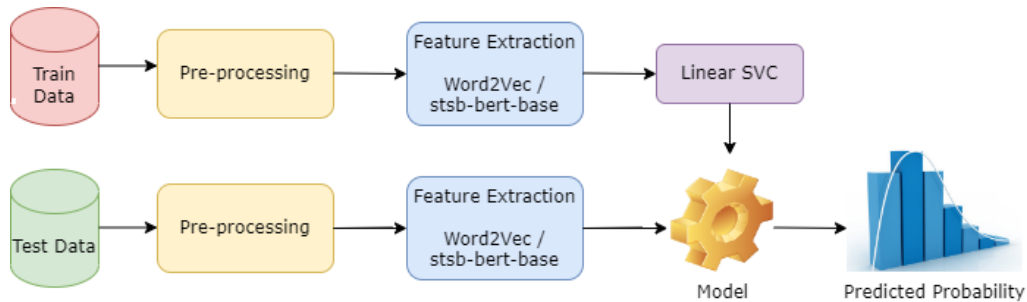 Train
Data
Pre-processing
Feature Extraction
Word2Vec /
stsb-bert-base
Linear SVC
Test Data
Pre-processing
Feature Extraction
Word2Vec /
stsb-bert-base
Model
Predicted Probability